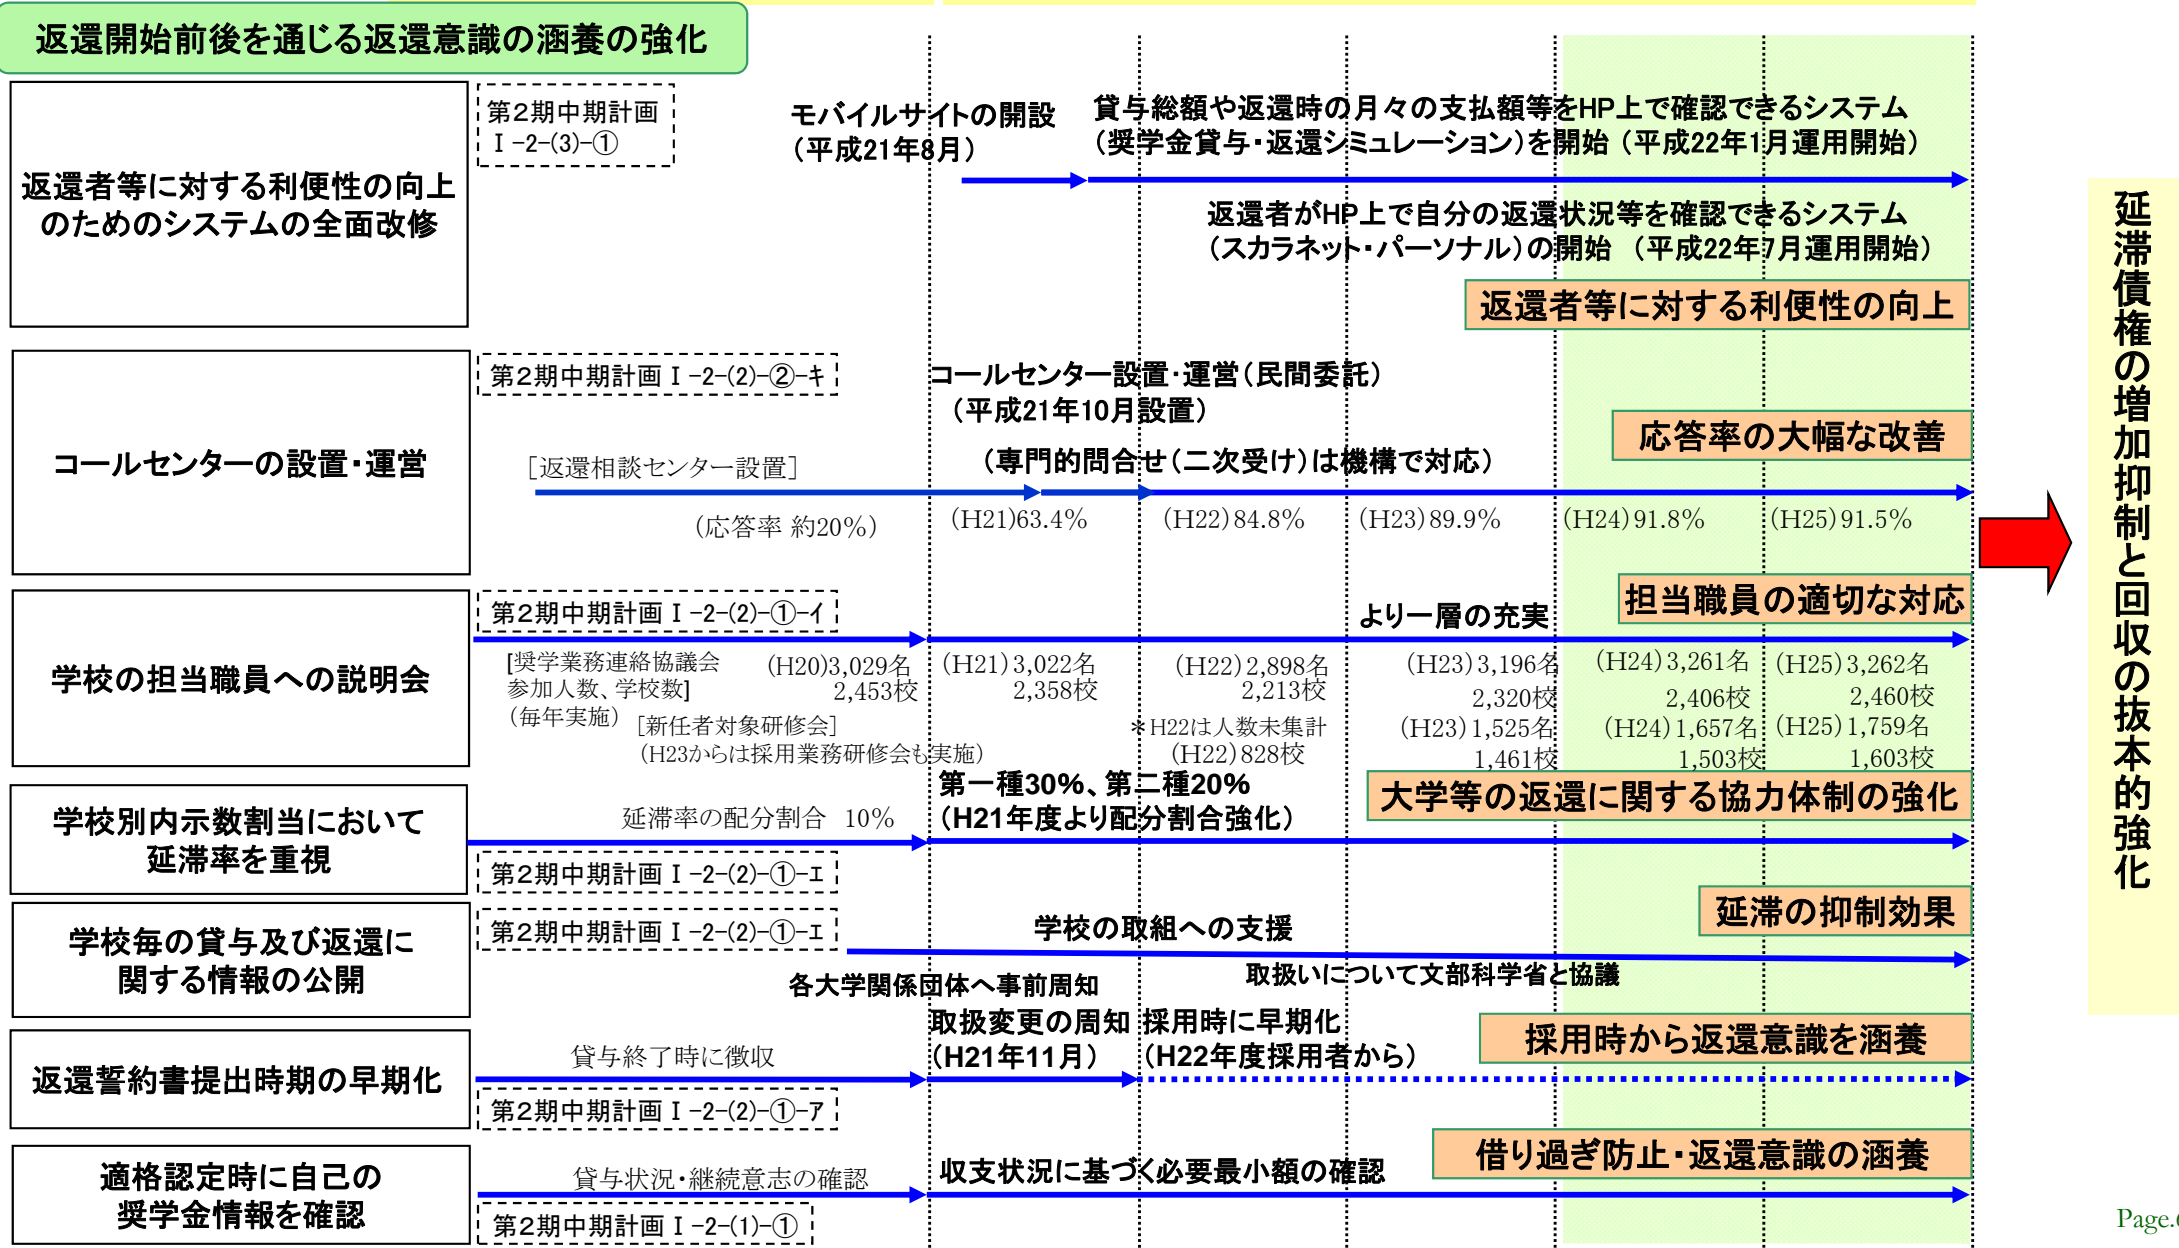 返還開始前後を通じる返還意識の涵養の強化
返還者等に対する利便性の向上
のためのシステムの全面改修
第2期中期計画
Ⅰ-2-(3)-①
モバイルサイトの開設
（平成21年8月）
貸与総額や返還時の月々の支払額等をHP上で確認できるシステム
（奨学金貸与・返還シミュレーション）を開始（平成22年1月運用開始）
返還者がHP上で自分の返還状況等を確認できるシステム
（スカラネット・パーソナル）の開始 （平成22年7月運用開始）
返還者等に対する利便性の向上
コールセンターの設置・運営
第2期中期計画Ⅰ-2-(2)-②-ｷ
コールセンター設置・運営（民間委託）
（平成21年10月設置）
応答率の大幅な改善
［返還相談センター設置］
（専門的問合せ（二次受け）は機構で対応）
（応答率 約20％）
(H21)63.4%
(H22)84.8%
(H23)89.9%
(H24)91.8%
(H25)91.5%
学校の担当職員への説明会
第2期中期計画Ⅰ-2-(2)-①-ｲ
より一層の充実
担当職員の適切な対応
[奨学業務連絡協議会
参加人数、学校数]
（毎年実施）
(H20)3,029名
2,453校
(H21)3,022名
2,358校
(H22)2,898名
2,213校
(H23)3,196名
2,320校
(H24)3,261名
2,406校
(H25)3,262名
2,460校
［新任者対象研修会］
（H23からは採用業務研修会も実施）
＊H22は人数未集計
(H22)828校
(H23)1,525名
1,461校
(H24)1,657名
1,503校
(H25)1,759名
1,603校
学校別内示数割当において
延滞率を重視
延滞率の配分割合 10％
第一種30％、第二種20％
（H21年度より配分割合強化）
大学等の返還に関する協力体制の強化
第2期中期計画Ⅰ-2-(2)-①-ｴ
学校毎の貸与及び返還に
関する情報の公開
第2期中期計画Ⅰ-2-(2)-①-ｴ
学校の取組への支援
延滞の抑制効果
各大学関係団体へ事前周知
取扱いについて文部科学省と協議
返還誓約書提出時期の早期化
貸与終了時に徴収
取扱変更の周知
（H21年11月）
採用時に早期化
（H22年度採用者から）
採用時から返還意識を涵養
第2期中期計画Ⅰ-2-(2)-①-ｱ
適格認定時に自己の
奨学金情報を確認
貸与状況・継続意志の確認
収支状況に基づく必要最小額の確認
借り過ぎ防止・返還意識の涵養
第2期中期計画Ⅰ-2-(1)-①
延滞債権の増加抑制と回収の抜本的強化
Page.